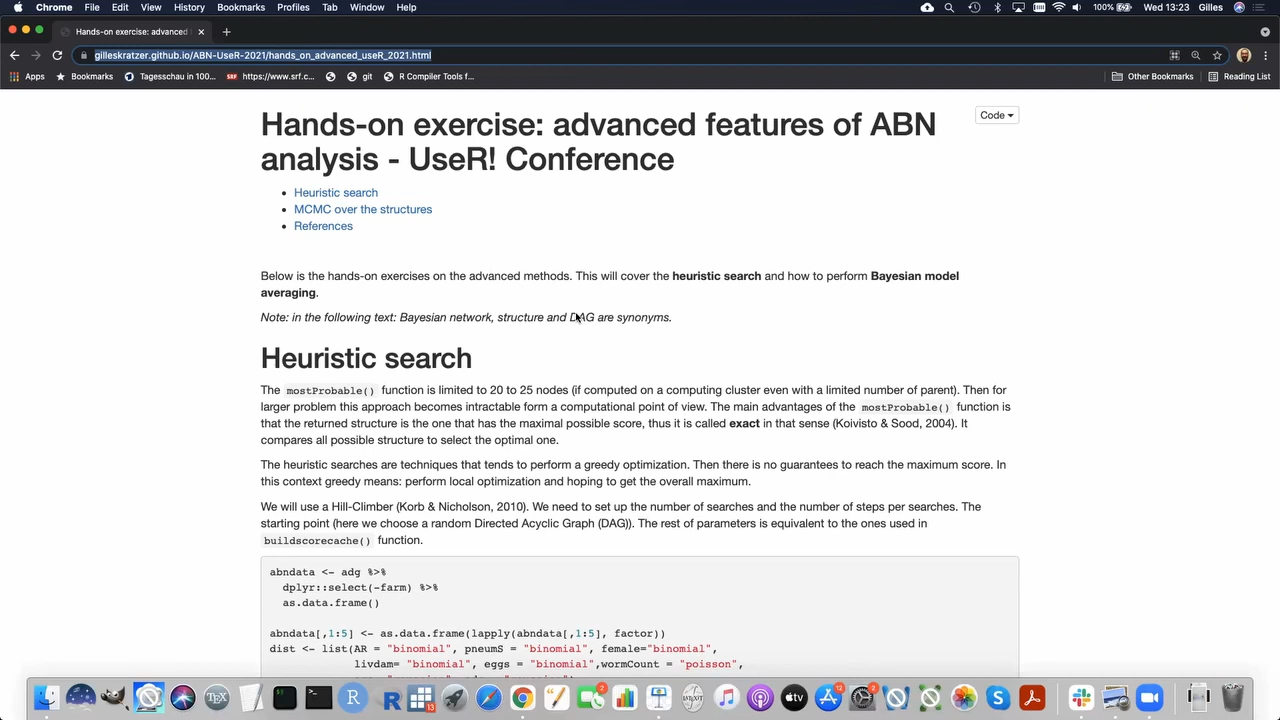 Chrome File Edit View History Bookmarks Profiles Tab Window Help 100% Wed 13:23 Gilles
Hands-on exercise: advanced
gilleskratzer.github.io/ABN-UseR-2021/hands_on_advanced_useR_2021.html
Apps Bookmarks Tagesschau in 100... SRF https://www.srf.c... git R Compiler Tools f... Other Bookmarks Reading List
Hands-on exercise: advanced features of ABN
analysis - UseR! Conference
Code
Heuristic search
MCMC over the structures
References
Below is the hands-on exercises on the advanced methods. This will cover the heuristic search and how to perform Bayesian model
averaging.
Note: in the following text: Bayesian network, structure and DAG are synonyms.
Heuristic search
The mostProbable() function is limited to 20 to 25 nodes (if computed on a computing cluster even with a limited number of parent). Then for
larger problem this approach becomes intractable form a computational point of view. The main advantages of the mostProbable() function is
that the returned structure is the one that has the maximal possible score, thus it is called exact in that sense (Koivisto & Sood, 2004). It
compares all possible structure to select the optimal one.
The heuristic searches are techniques that tends to perform a greedy optimization. Then there is no guarantees to reach the maximum score. In
this context greedy means: perform local optimization and hoping to get the overall maximum.
We will use a Hill-Climber (Korb & Nicholson, 2010). We need to set up the number of searches and the number of steps per searches. The
starting point (here we choose a random Directed Acyclic Graph (DAG)). The rest of parameters is equivalent to the ones used in
buildscorecache() function.
abndata <- adg %>%
dplyr::select(-farm) %>%
as.data.frame()
abndata[,1:5] <- as.data.frame(lapply(abndata[,1:5], factor))
dist <- list(AR = "binomial", pneumS = "binomial", female="binomial",
livdam= "binomial", eggs = "binomial",wormCount = "poisson",